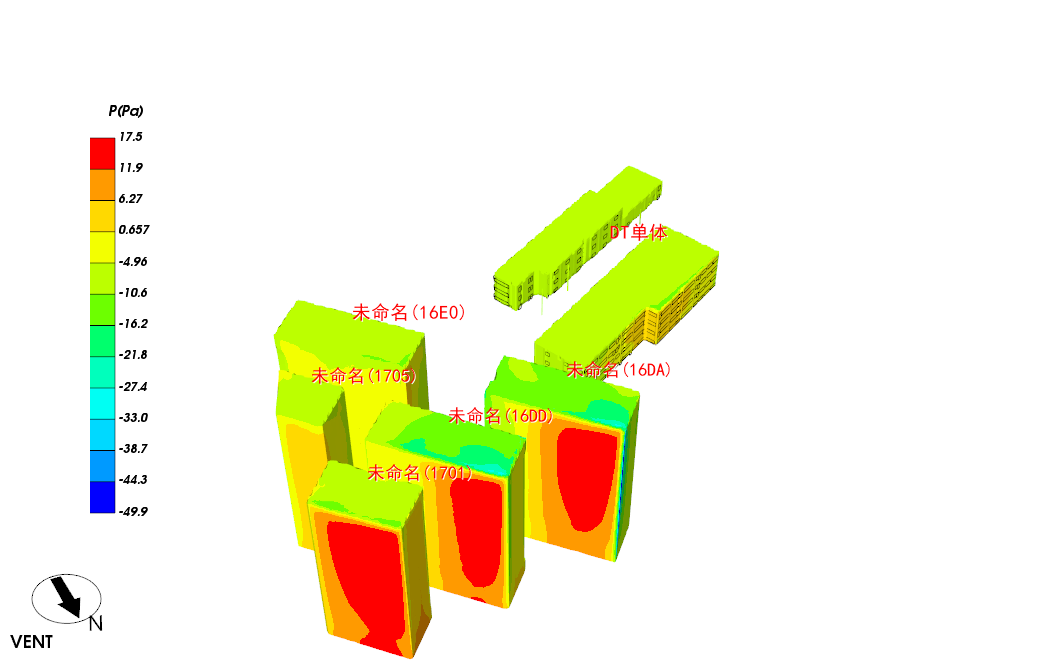 P(Pa)
17.5
11.9
6.27
0.657
-4.96
-10.6
-16.2
-21.8
-27.4
-33.0
-38.7
-44.3
-49.9
DT单体
未命名(16E0)
未命名(16DA)
未命名(1705)
未命名(16DD)
未命名(1701)
N
VENT